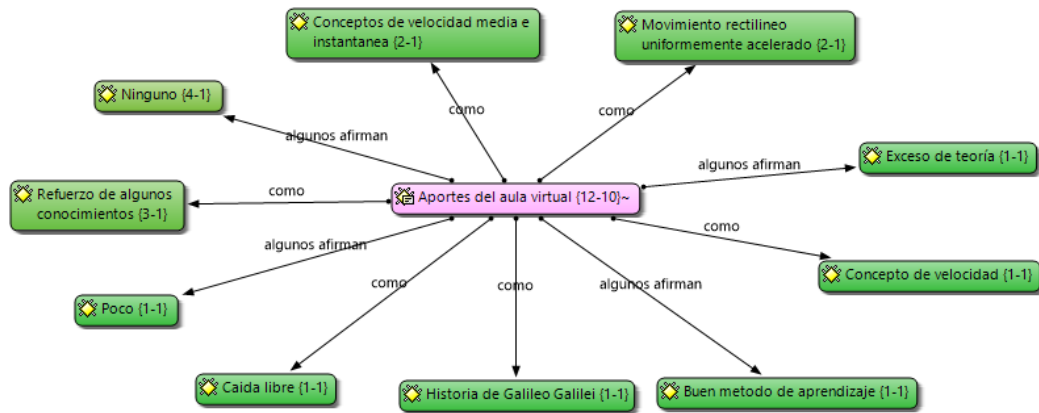 Conceptos de velocidad media e
instantanea {2-1}
Movimiento rectilineo
uniformemente acelerado {2-1}
Ninguno {4-1}
como
como
algunos afirman
Exceso de teoría {1-1}
algunos afirman
Refuerzo de algunos
conocimientos {3-1}
como
Aportes del aula virtual {12-10}~
como
algunos afirman
Concepto de velocidad {1-1}
como
como
algunos afirman
Poco {1-1}
Caida libre {1-1}
Historia de Galileo Galilei {1-1}
Buen metodo de aprendizaje {1-1}